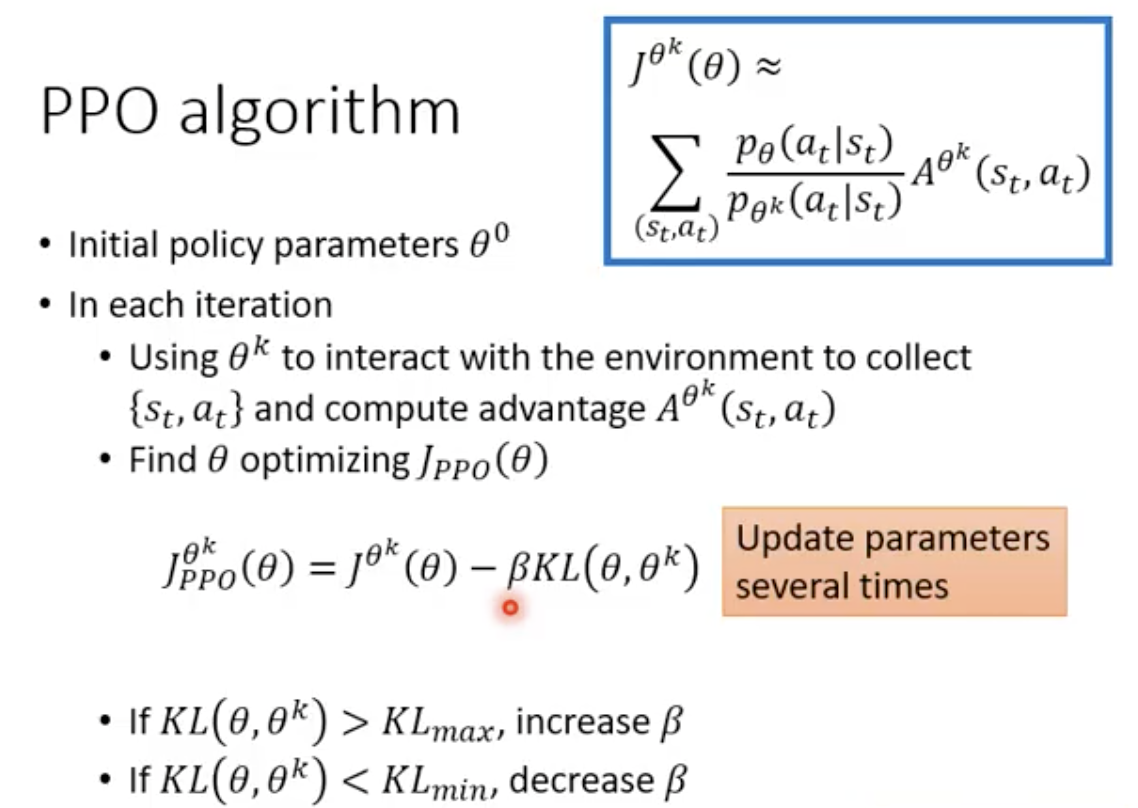 PPO algorithm
J^{θ^k}(θ) ≈
∑_{(s_t,a_t)} \frac{p_θ(a_t|s_t)}{p_{θ^k}(a_t|s_t)} A^{θ^k}(s_t, a_t)
• Initial policy parameters θ^0
• In each iteration
• Using θ^k to interact with the environment to collect
{s_t, a_t} and compute advantage A^{θ^k}(s_t, a_t)
• Find θ optimizing J_{PPO}(θ)
J_{PPO}^{θ^k}(θ) = J^{θ^k}(θ) − βKL(θ, θ^k)
Update parameters
several times
• If KL(θ, θ^k) > KL_{max}, increase β
• If KL(θ, θ^k) < KL_{min}, decrease β